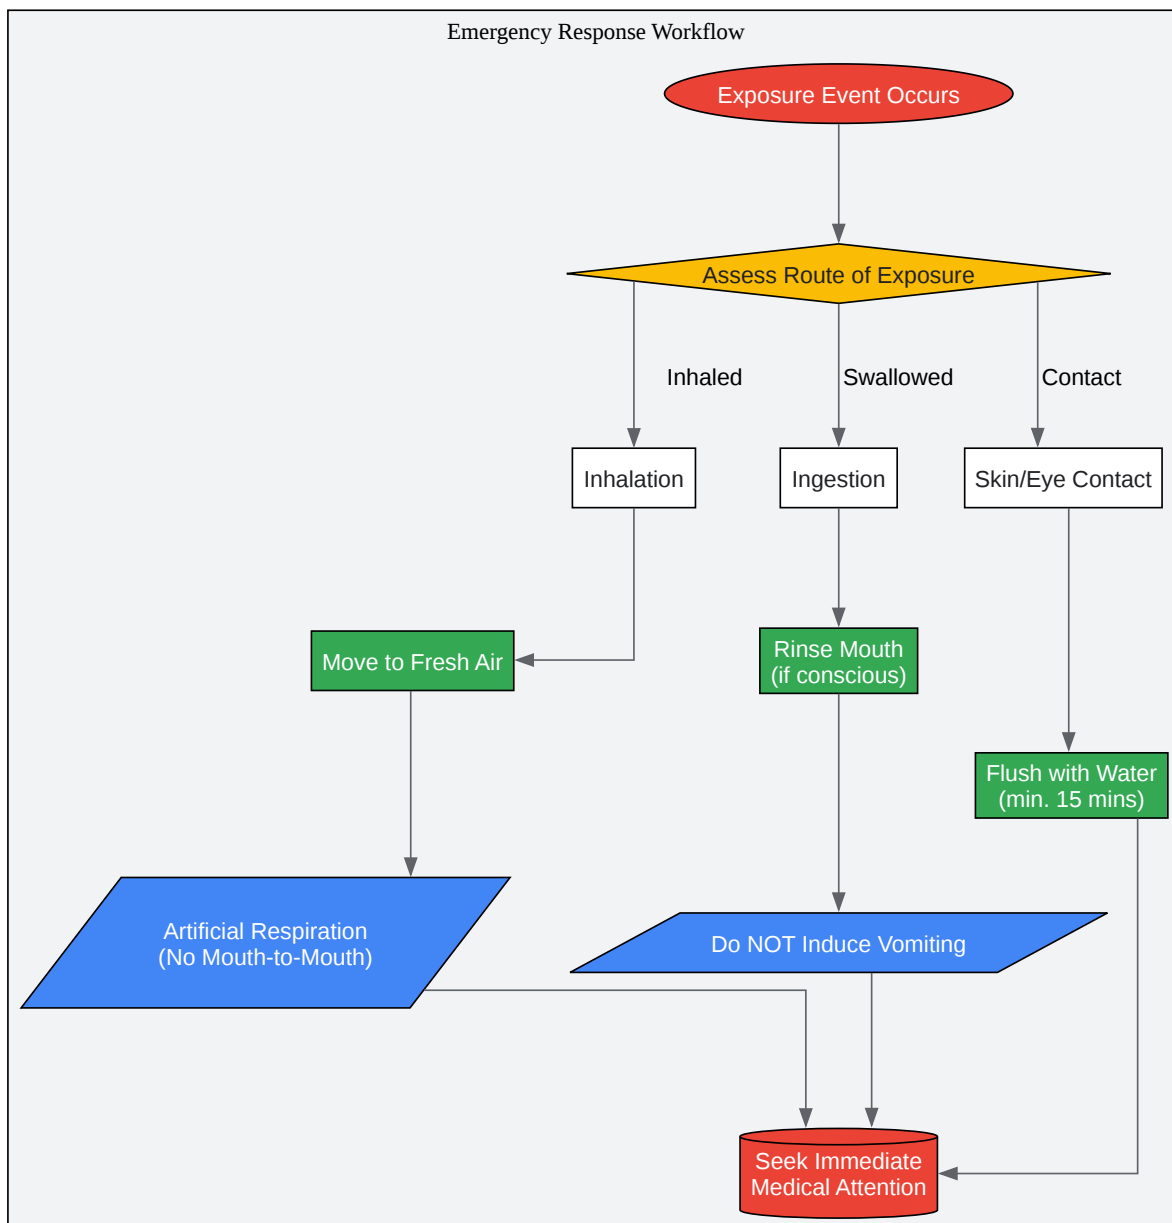 Emergency Response Workflow
Exposure Event Occurs
Assess Route of Exposure
Inhaled
Swallowed
Contact
Inhalation
Ingestion
Skin/Eye Contact
Move to Fresh Air
Rinse Mouth
(if conscious)
Flush with Water
(min. 15 mins)
Artificial Respiration
(No Mouth-to-Mouth)
Do NOT Induce Vomiting
Seek Immediate
Medical Attention